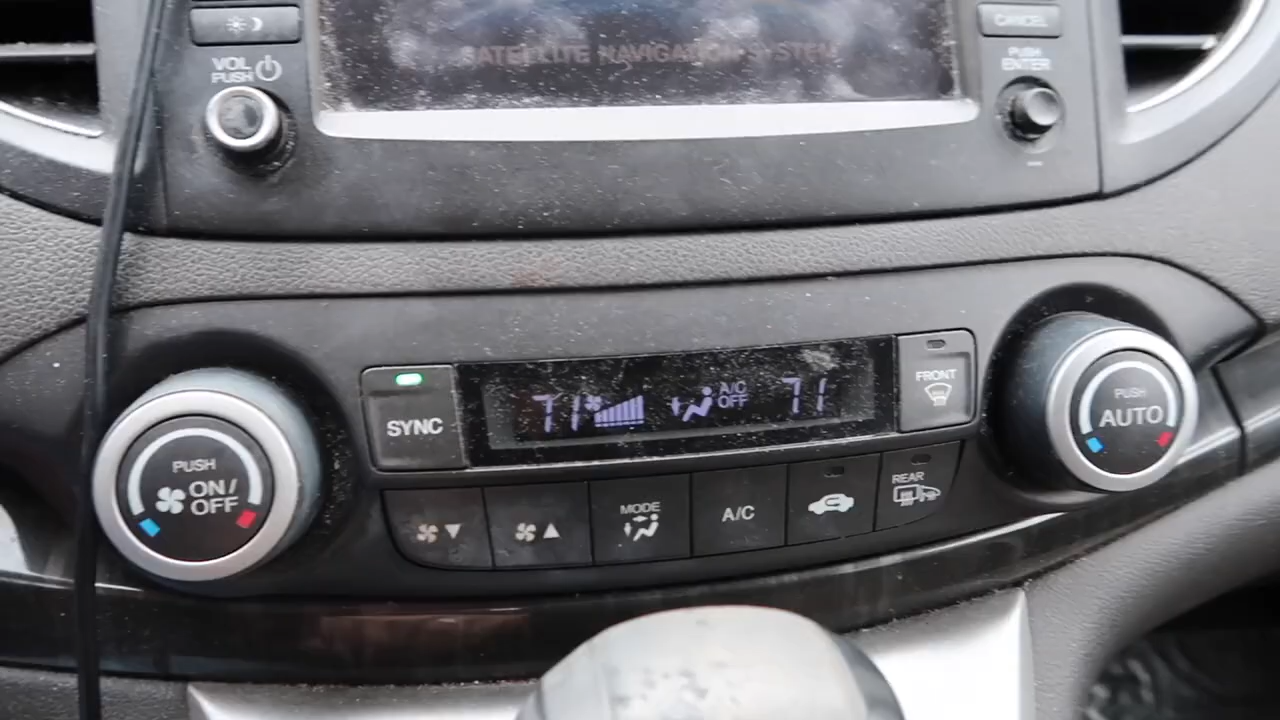 CANCEL
VOL
PUSH
PUSH
ENTER
SATELLITE NAVIGATION SYSTEM
SYNC
71
A/C
OFF
71
FRONT
PUSH
AUTO
PUSH
ON/
OFF
MODE
A/C
REAR